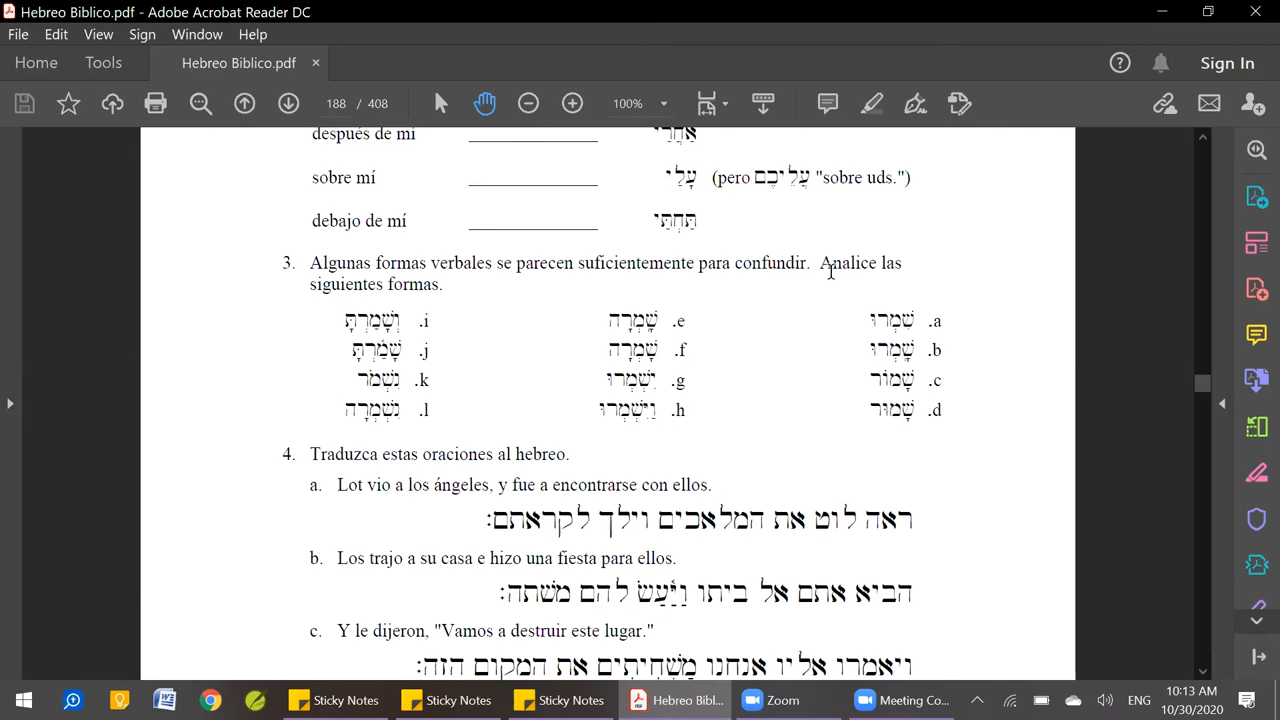 Hebreo Biblico.pdf - Adobe Acrobat Reader DC
File Edit View Sign Window Help
Home Tools Hebreo Biblico.pdf × Sign In
188 / 408 100%
después de mí אַחֲרַי
sobre mí עָלַי (pero עֲלֵיכֶם "sobre uds.")
debajo de mí תַּחְתַּי
3. Algunas formas verbales se parecen suficientemente para confundir. Analice las
siguientes formas.
a. שִׁמְרוּ e. שָׁמְרָה i. וְשָׁמַרְתָּ
b. שָׁמְרוּ f. שָׁמְרָה j. שָׁמַרְתָּ
c. שָׁמוֹר g. יִשְׁמְרוּ k. נִשְׁמֹר
d. שָׁמוּר h. וַיִּשְׁמְרוּ l. נִשְׁמְרָה
4. Traduzca estas oraciones al hebreo.
a. Lot vio a los ángeles, y fue a encontrarse con ellos.
ראה לוט את המלאכים וילך לקראתם׃
b. Los trajo a su casa e hizo una fiesta para ellos.
הביא אתם אל ביתו וַיַּעַשׂ להם משתה׃
c. Y le dijeron, "Vamos a destruir este lugar."
ויאמרו אליו אנחנו מַשְׁחִיתִים את המקום הזה׃
Sticky Notes Sticky Notes Sticky Notes Hebreo Bibl... Zoom Meeting Co... ENG 10:13 AM
10/30/2020